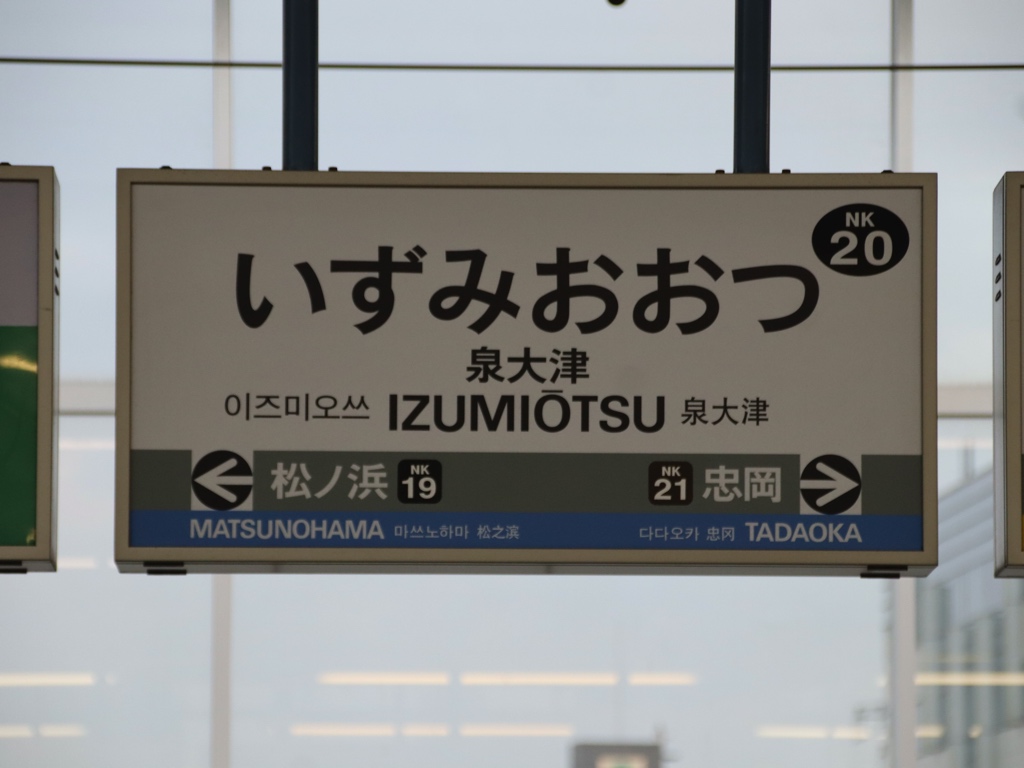 NK
20
いずみおおつ
泉大津
이즈미오쓰 IZUMIŌTSU 泉大津
松ノ浜 NK 19 NK 21 忠岡
MATSUNOHAMA 마쓰노하마 松之滨 다다오카 忠冈 TADAOKA